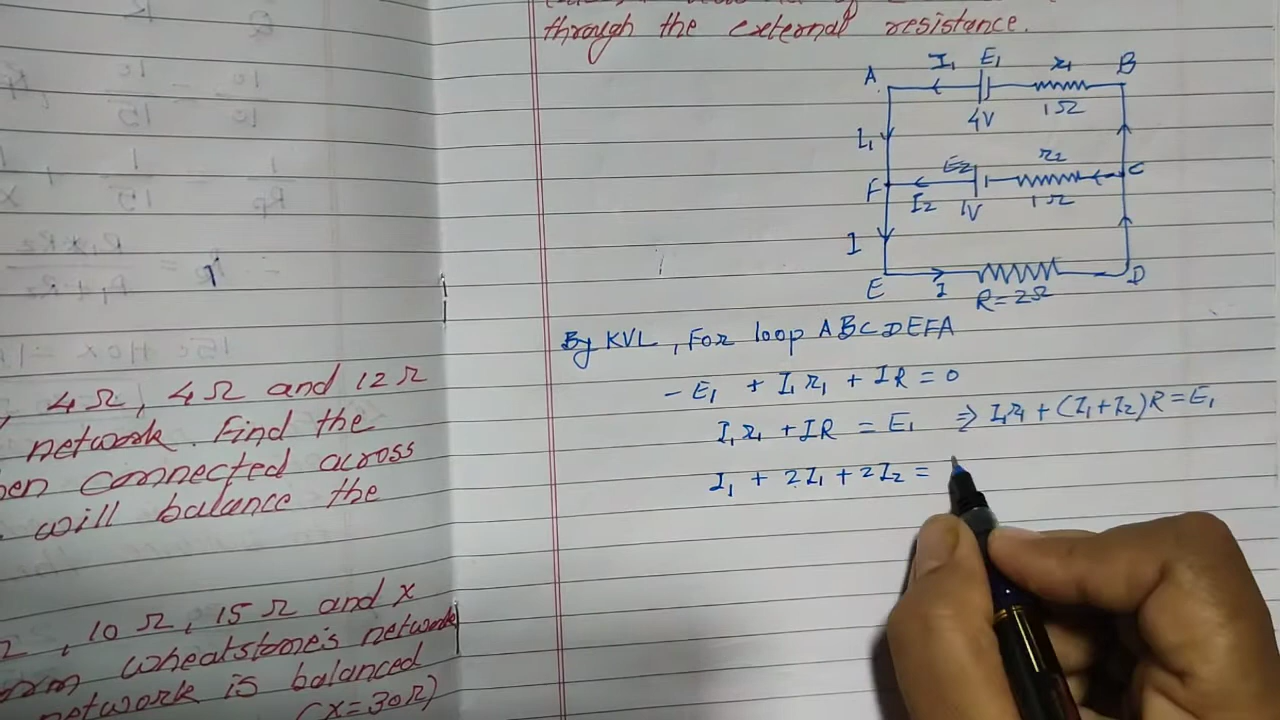 4Ω, 4Ω and 12Ω
network. Find the
connected across
will balance the
10Ω, 15Ω and x
wheatstone's network
network is balanced
(x=30Ω)
through the external resistance.
A I₁ E₁ r₁ B
4V 1Ω
I₁
F I₂ E₂ 1V r₂ 1Ω C
I
E I R=2Ω D
By KVL, For loop ABCDEFA
- E₁ + I₁r₁ + IR = 0
I₁r₁ + IR = E₁ ⇒ I₁r₁ + (I₁+I₂)R = E₁
I₁ + 2I₁ + 2I₂ =